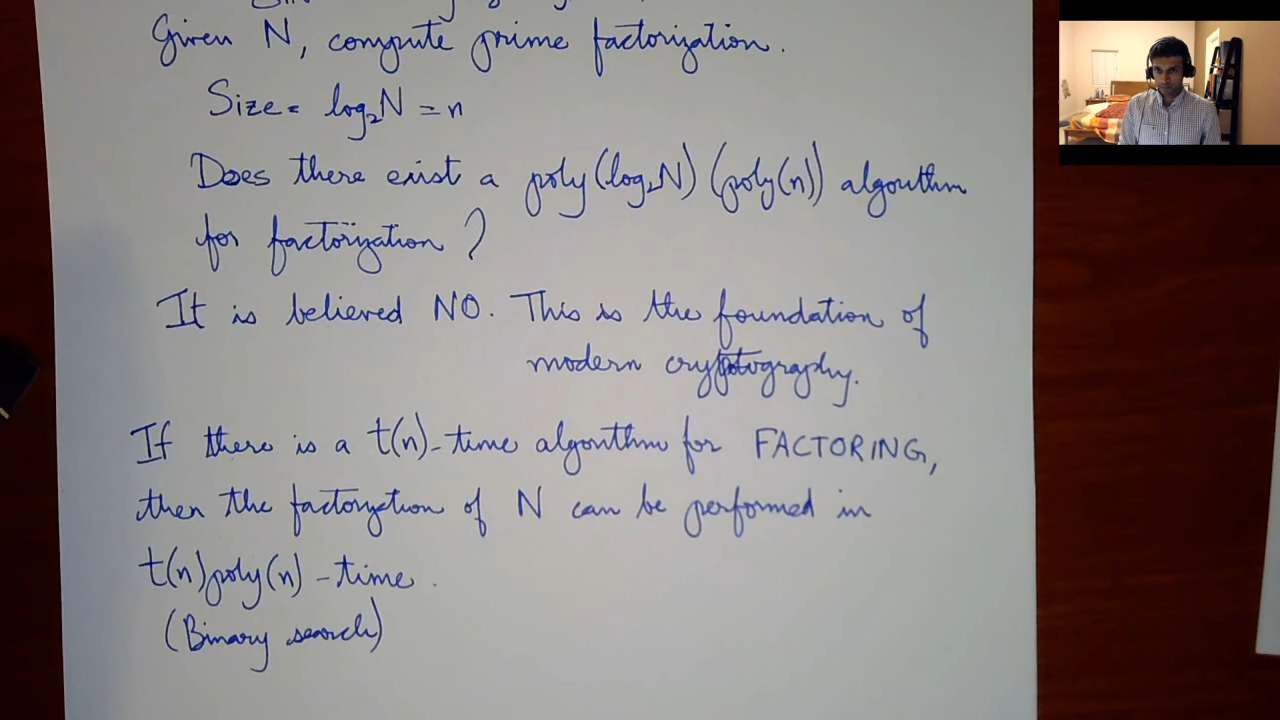 Given N, compute prime factorization.
Size = log₂N = n
Does there exist a poly(log₂N) (poly(n)) algorithm
for factorization?
It is believed NO. This is the foundation of
modern cryptography.
If there is a t(n)-time algorithm for FACTORING,
then the factorization of N can be performed in
t(n)poly(n)-time.
(Binary search)